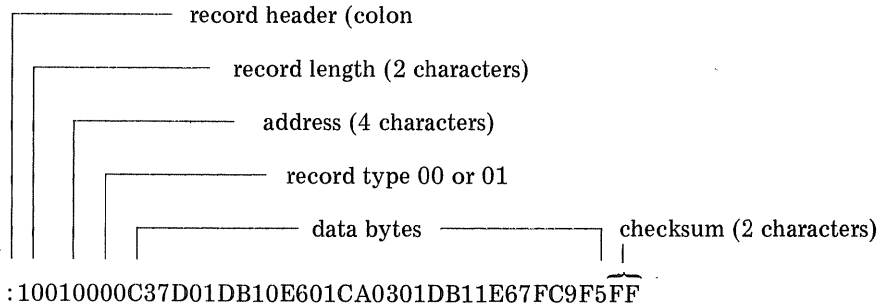 record header (colon
record length (2 characters)
address (4 characters)
record type 00 or 01
data bytes
checksum (2 characters)
:10010000C37D01DB10E601CA0301DB11E67FC9F5FF